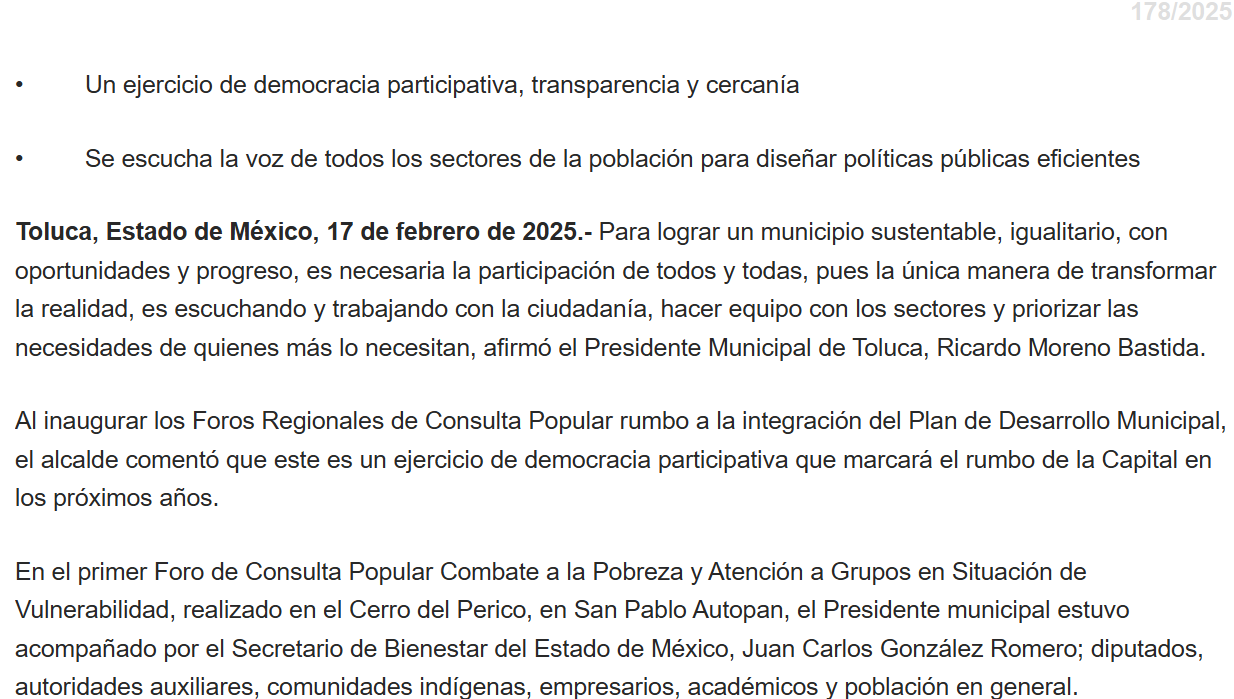 178/2025
• Un ejercicio de democracia participativa, transparencia y cercanía
• Se escucha la voz de todos los sectores de la población para diseñar políticas públicas eficientes
Toluca, Estado de México, 17 de febrero de 2025.- Para lograr un municipio sustentable, igualitario, con
oportunidades y progreso, es necesaria la participación de todos y todas, pues la única manera de transformar
la realidad, es escuchando y trabajando con la ciudadanía, hacer equipo con los sectores y priorizar las
necesidades de quienes más lo necesitan, afirmó el Presidente Municipal de Toluca, Ricardo Moreno Bastida.
Al inaugurar los Foros Regionales de Consulta Popular rumbo a la integración del Plan de Desarrollo Municipal,
el alcalde comentó que este es un ejercicio de democracia participativa que marcará el rumbo de la Capital en
los próximos años.
En el primer Foro de Consulta Popular Combate a la Pobreza y Atención a Grupos en Situación de
Vulnerabilidad, realizado en el Cerro del Perico, en San Pablo Autopan, el Presidente municipal estuvo
acompañado por el Secretario de Bienestar del Estado de México, Juan Carlos González Romero; diputados,
autoridades auxiliares, comunidades indígenas, empresarios, académicos y población en general.